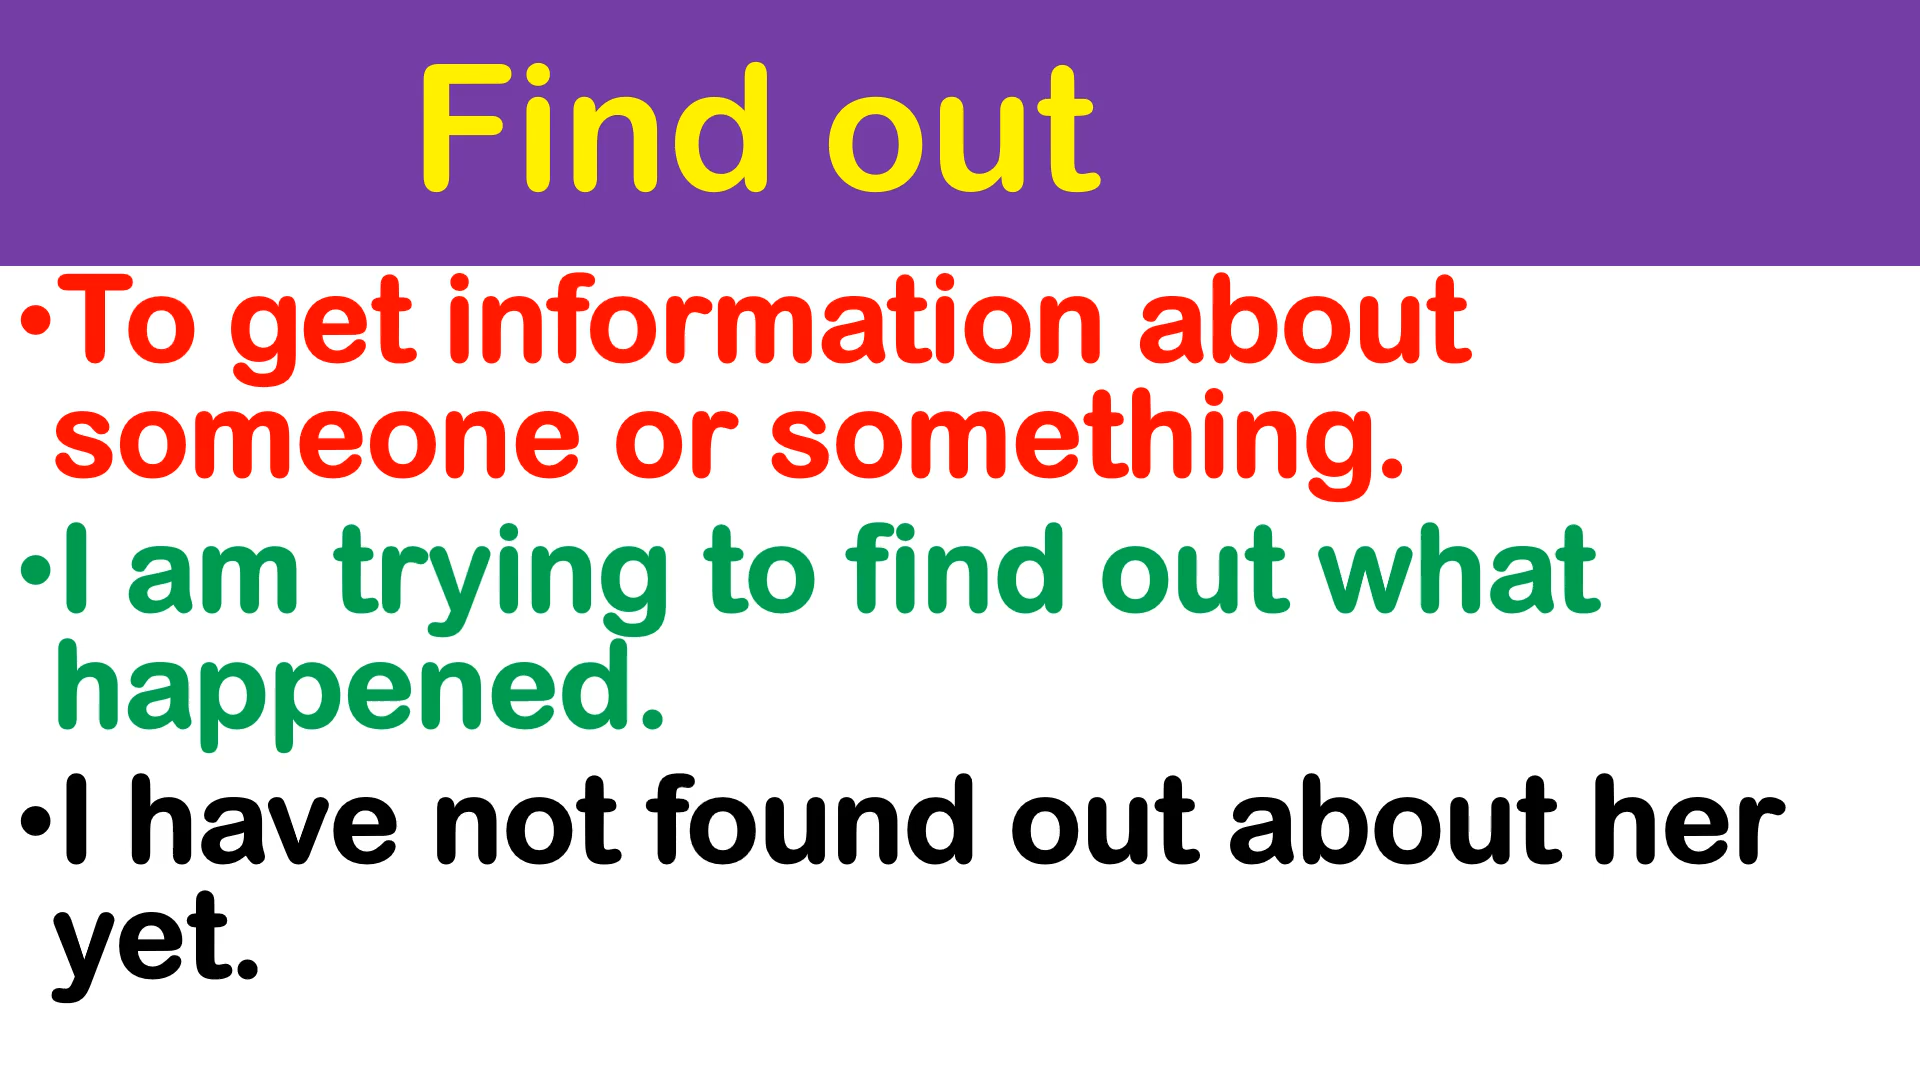 Find out
•To get information about
someone or something.
•I am trying to find out what
happened.
•I have not found out about her
yet.